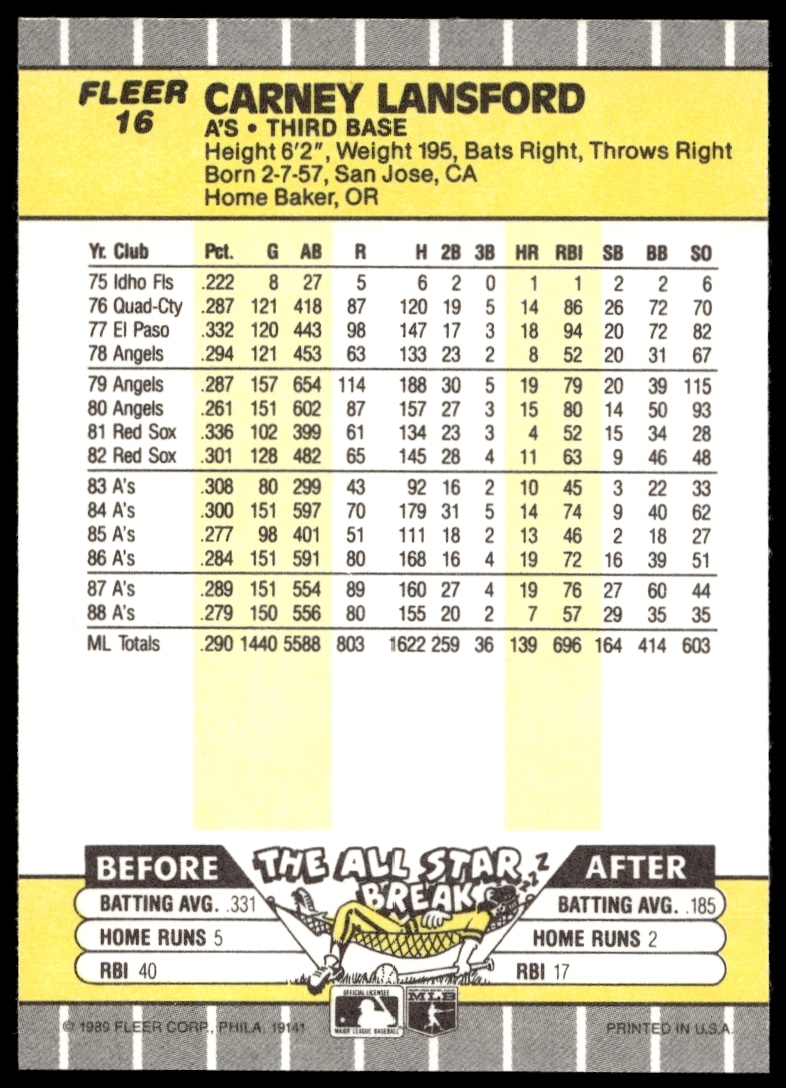 FLEER
16
CARNEY LANSFORD
A'S • THIRD BASE
Height 6'2", Weight 195, Bats Right, Throws Right
Born 2-7-57, San Jose, CA
Home Baker, OR
Yr. Club Pct. G AB R H 2B 3B HR RBI SB BB SO
75 Idho Fls .222 8 27 5 6 2 0 1 1 2 2 6
76 Quad-Cty .287 121 418 87 120 19 5 14 86 26 72 70
77 El Paso .332 120 443 98 147 17 3 18 94 20 72 82
78 Angels .294 121 453 63 133 23 2 8 52 20 31 67
79 Angels .287 157 654 114 188 30 5 19 79 20 39 115
80 Angels .261 151 602 87 157 27 3 15 80 14 50 93
81 Red Sox .336 102 399 61 134 23 3 4 52 15 34 28
82 Red Sox .301 128 482 65 145 28 4 11 63 9 46 48
83 A's .308 80 299 43 92 16 2 10 45 3 22 33
84 A's .300 151 597 70 179 31 5 14 74 9 40 62
85 A's .277 98 401 51 111 18 2 13 46 2 18 27
86 A's .284 151 591 80 168 16 4 19 72 16 39 51
87 A's .289 151 554 89 160 27 4 19 76 27 60 44
88 A's .279 150 556 80 155 20 2 7 57 29 35 35
ML Totals .290 1440 5588 803 1622 259 36 139 696 164 414 603
BEFORE THE ALL STAR BREAK AFTER
zzz
BATTING AVG. .331
HOME RUNS 5
RBI 40
BATTING AVG. .185
HOME RUNS 2
RBI 17
OFFICIAL LICENSEE
MAJOR LEAGUE BASEBALL
MLB
© 1989 FLEER CORP., PHILA. 19141
PRINTED IN U.S.A.